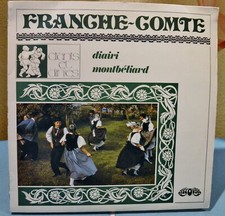 FRANCHE-COMTE
chants
et
danses
diairi
montbéliard